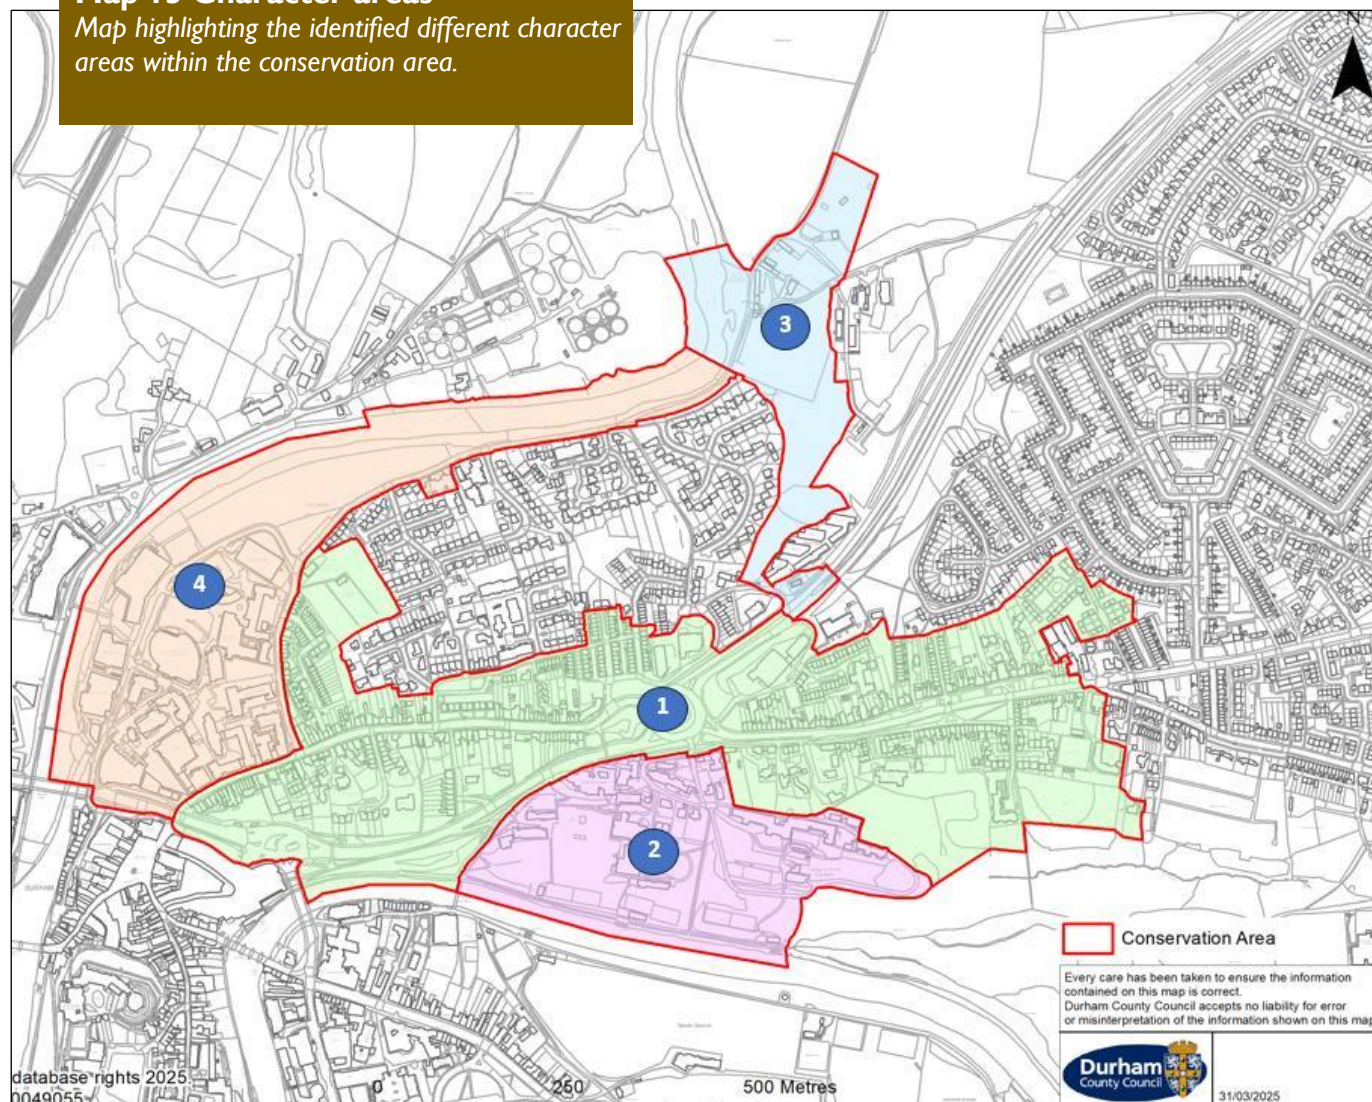 Map highlighting the identified different character
areas within the conservation area.
N
3
4
1
2
DURHAM
Conservation Area
Every care has been taken to ensure the information
contained on this map is correct.
Durham County Council accepts no liability for error
or misinterpretation of the information shown on this map
Durham
County Council
31/03/2025
database rights 2025.
0049055
0 250 500 Metres